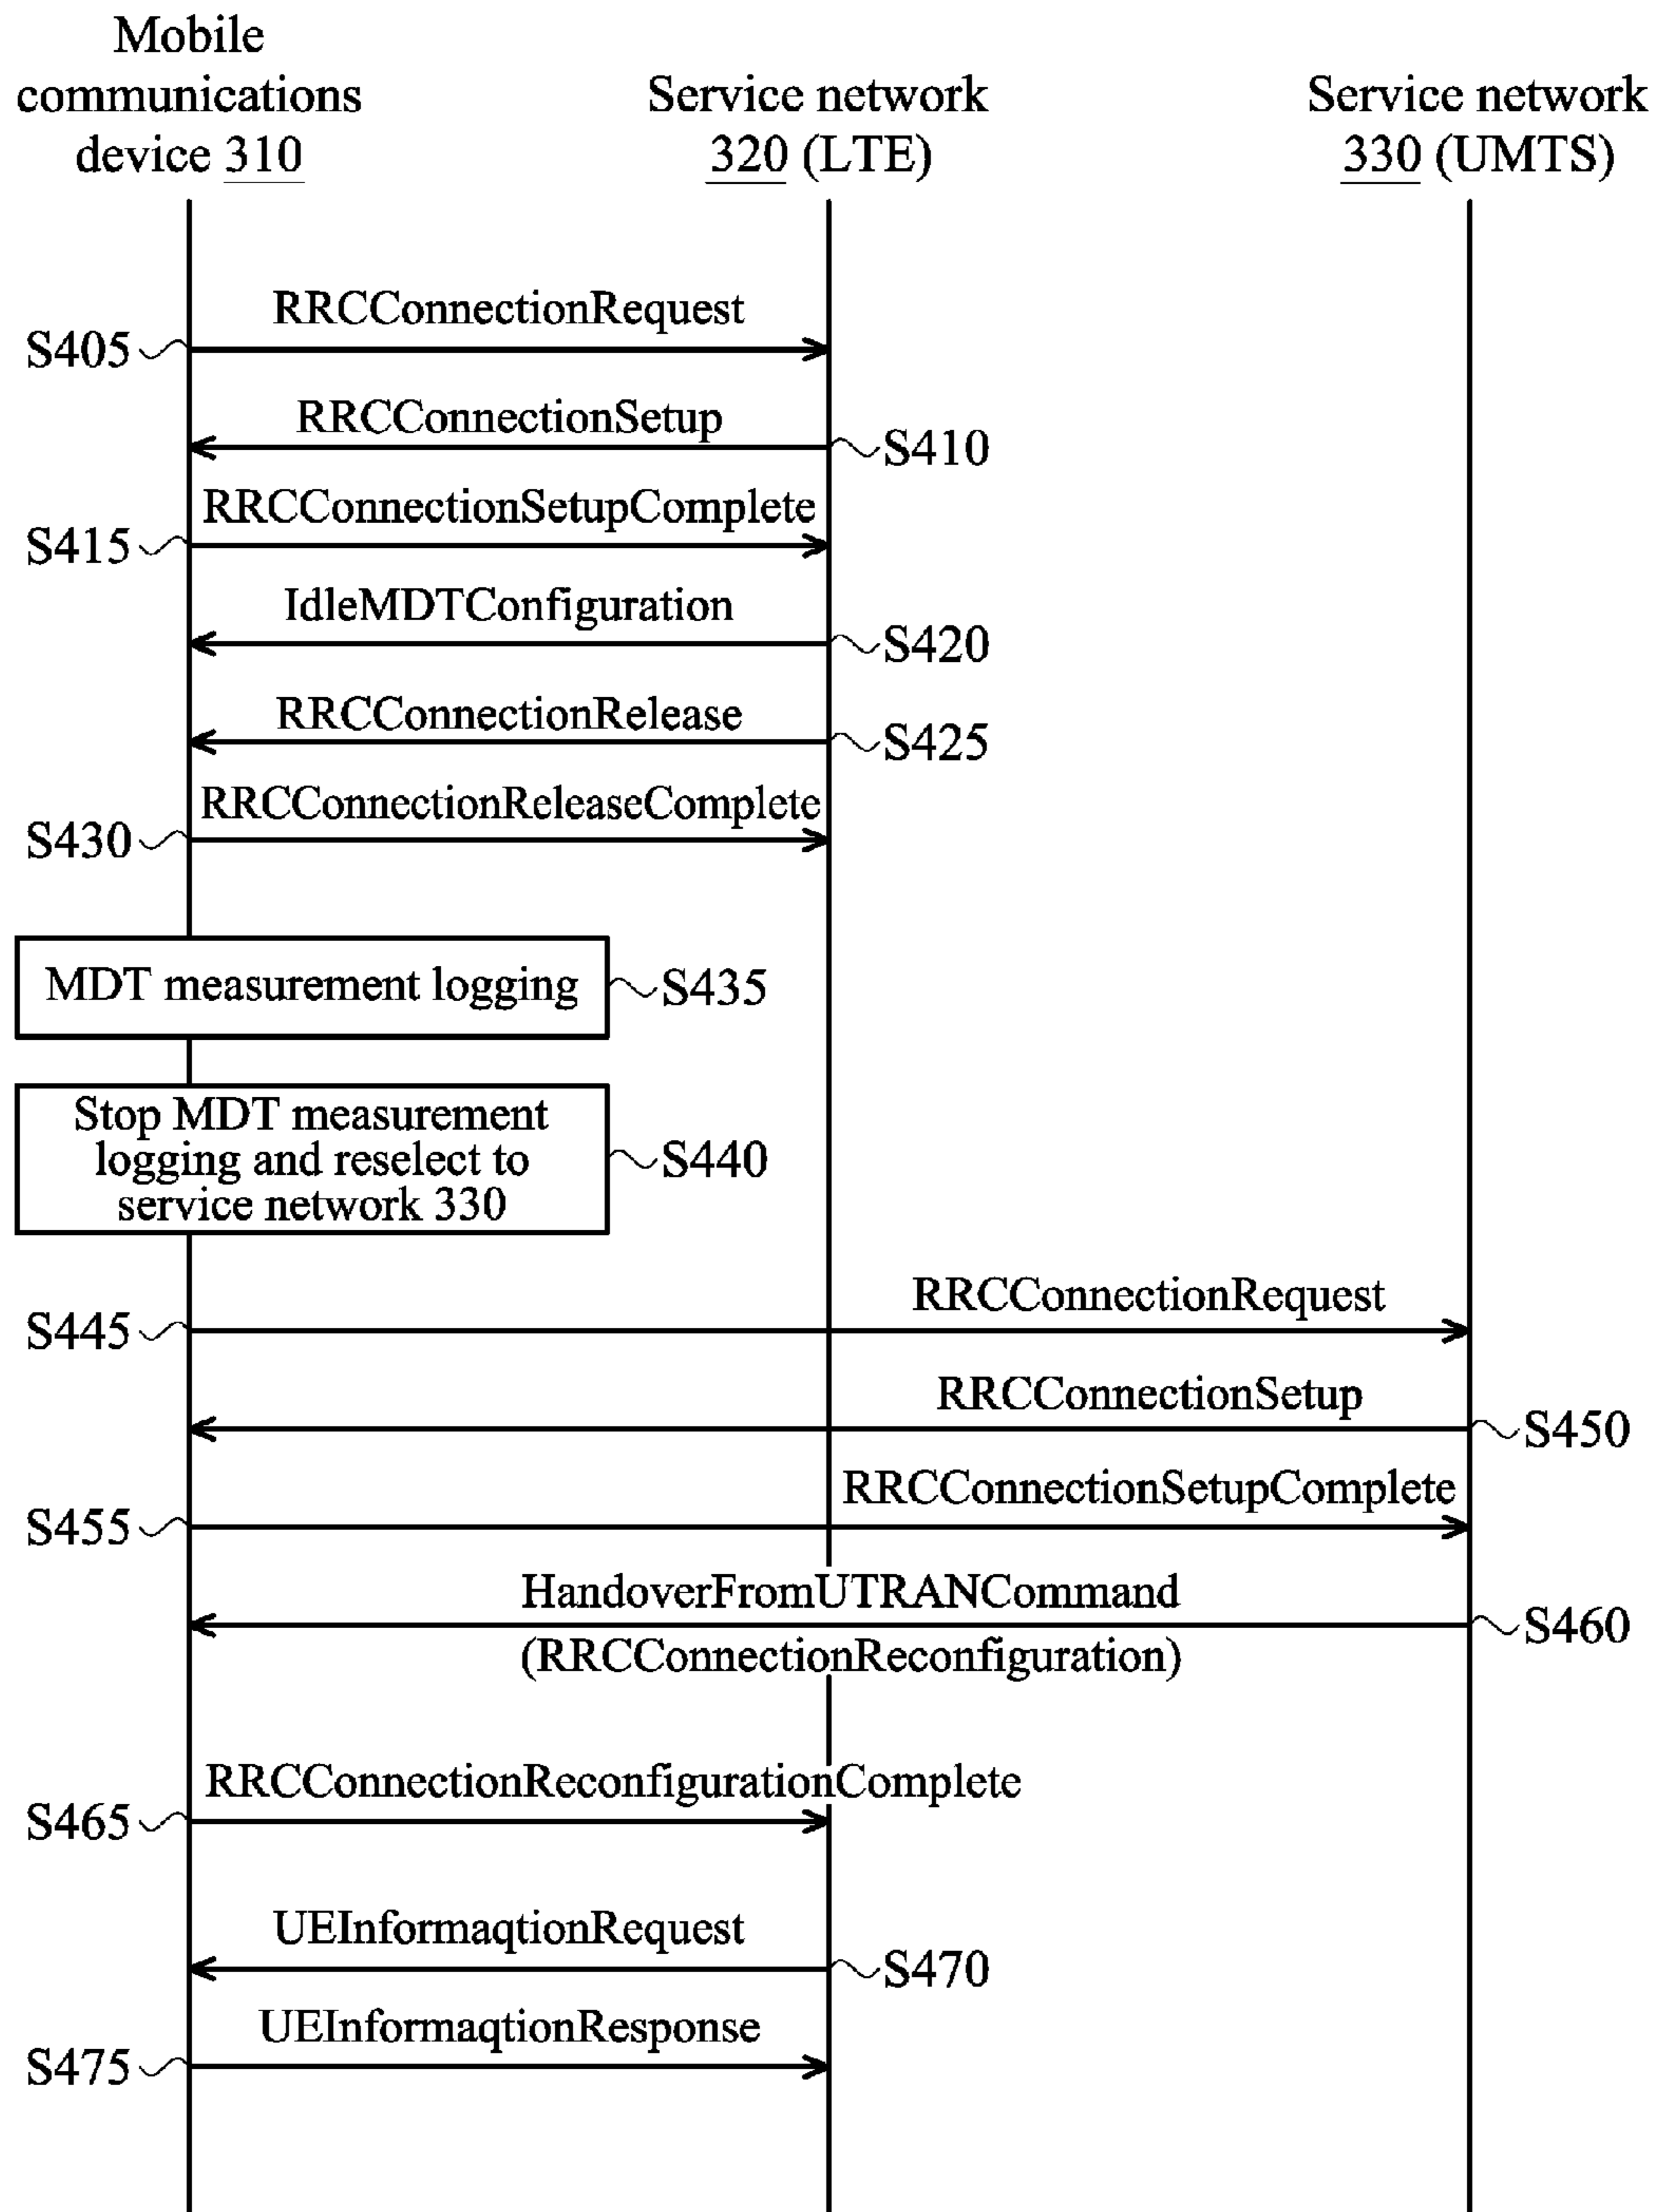 Mobile
communications
device 310
Service network
320 (LTE)
Service network
330 (UMTS)
RRCConnectionRequest
S405
RRCConnectionSetup
S410
RRCConnectionSetupComplete
S415
IdleMDTConfiguration
S420
RRCConnectionRelease
S425
RRCConnectionReleaseComplete
S430
MDT measurement logging
S435
Stop MDT measurement
logging and reselect to
service network 330
S440
RRCConnectionRequest
S445
RRCConnectionSetup
S450
RRCConnectionSetupComplete
S455
HandoverFromUTRANCommand
S460
(RRCConnectionReconfiguration)
RRCConnectionReconfigurationComplete
S465
UEInformaqtionRequest
S470
UEInformaqtionResponse
S475